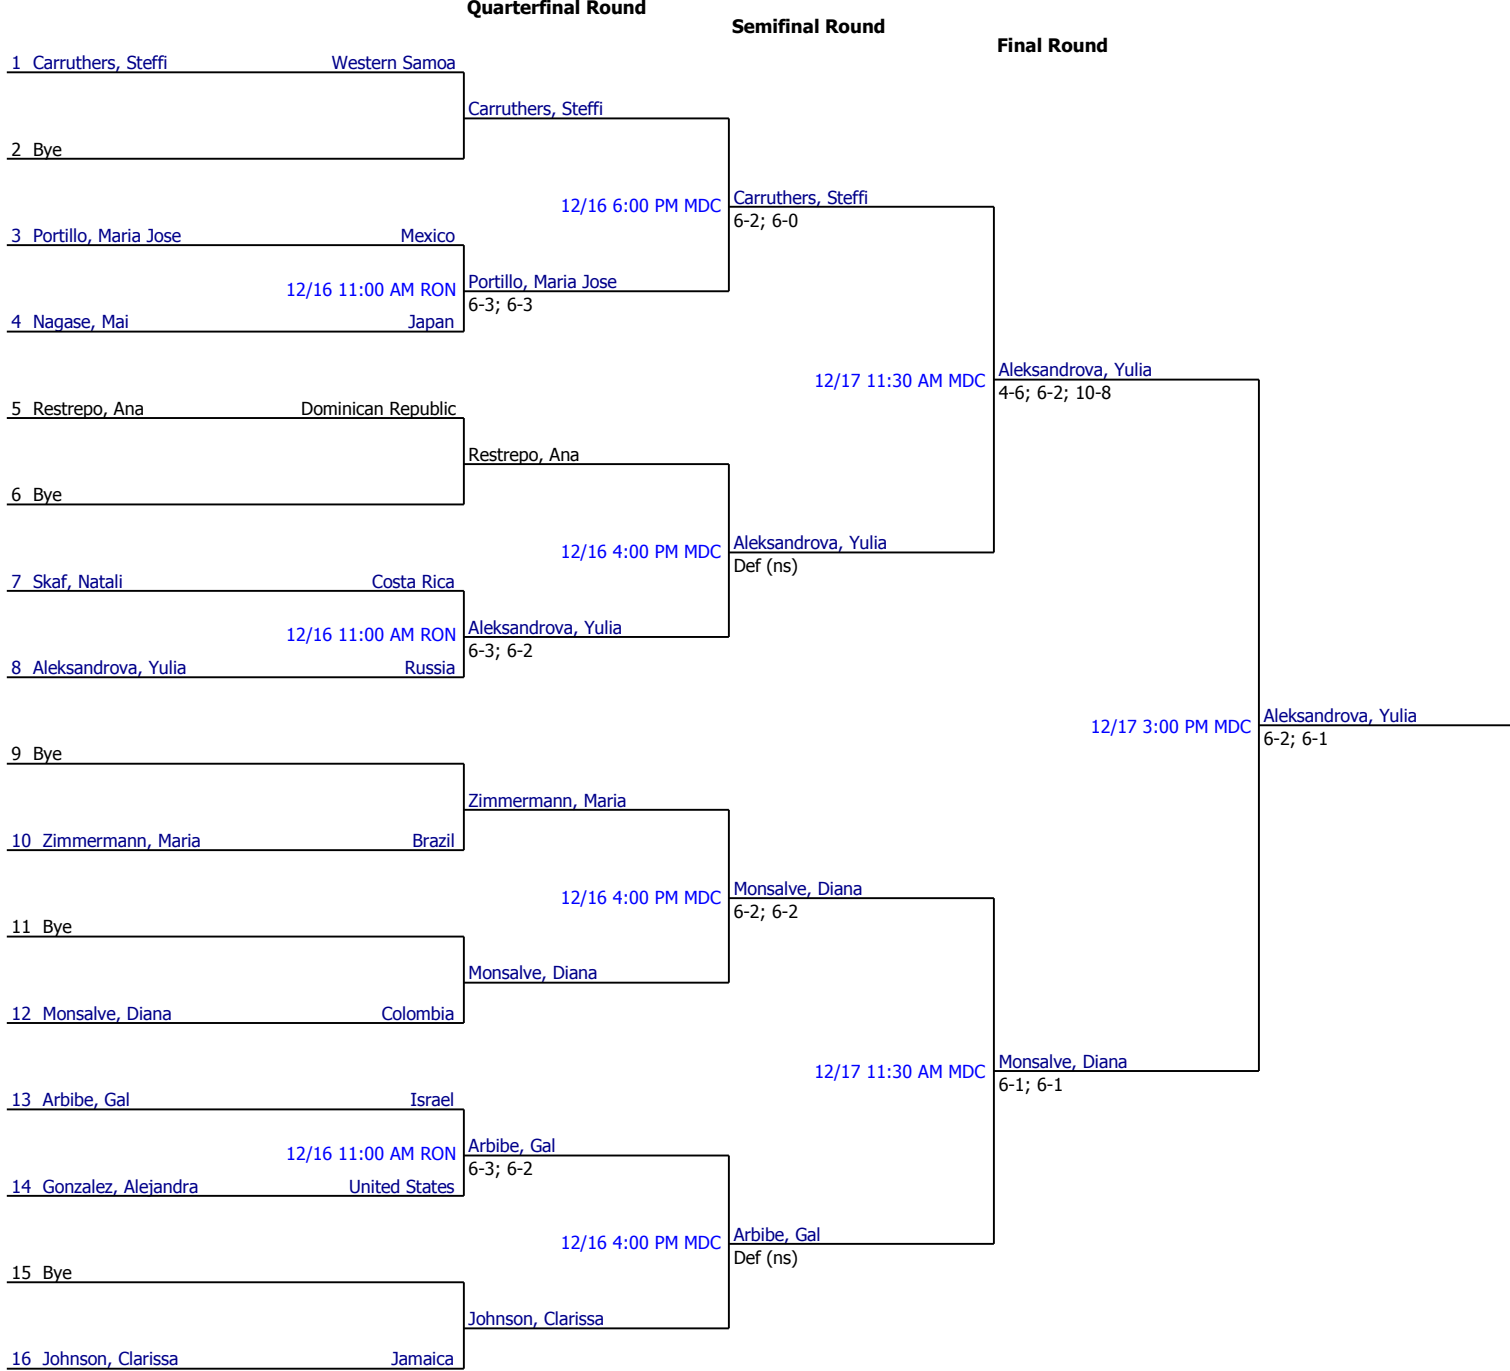 Quarterfinal Round
Semifinal Round
Final Round
1 Carruthers, Steffi Western Samoa
Carruthers, Steffi
2 Bye
12/16 6:00 PM MDC Carruthers, Steffi
6-2; 6-0
3 Portillo, Maria Jose Mexico
12/16 11:00 AM RON Portillo, Maria Jose
6-3; 6-3
4 Nagase, Mai Japan
12/17 11:30 AM MDC Aleksandrova, Yulia
4-6; 6-2; 10-8
5 Restrepo, Ana Dominican Republic
Restrepo, Ana
6 Bye
12/16 4:00 PM MDC Aleksandrova, Yulia
Def (ns)
7 Skaf, Natali Costa Rica
12/16 11:00 AM RON Aleksandrova, Yulia
6-3; 6-2
8 Aleksandrova, Yulia Russia
12/17 3:00 PM MDC Aleksandrova, Yulia
6-2; 6-1
9 Bye
Zimmermann, Maria
10 Zimmermann, Maria Brazil
12/16 4:00 PM MDC Monsalve, Diana
6-2; 6-2
11 Bye
Monsalve, Diana
12 Monsalve, Diana Colombia
12/17 11:30 AM MDC Monsalve, Diana
6-1; 6-1
13 Arbibe, Gal Israel
12/16 11:00 AM RON Arbibe, Gal
6-3; 6-2
14 Gonzalez, Alejandra United States
12/16 4:00 PM MDC Arbibe, Gal
Def (ns)
15 Bye
Johnson, Clarissa
16 Johnson, Clarissa Jamaica